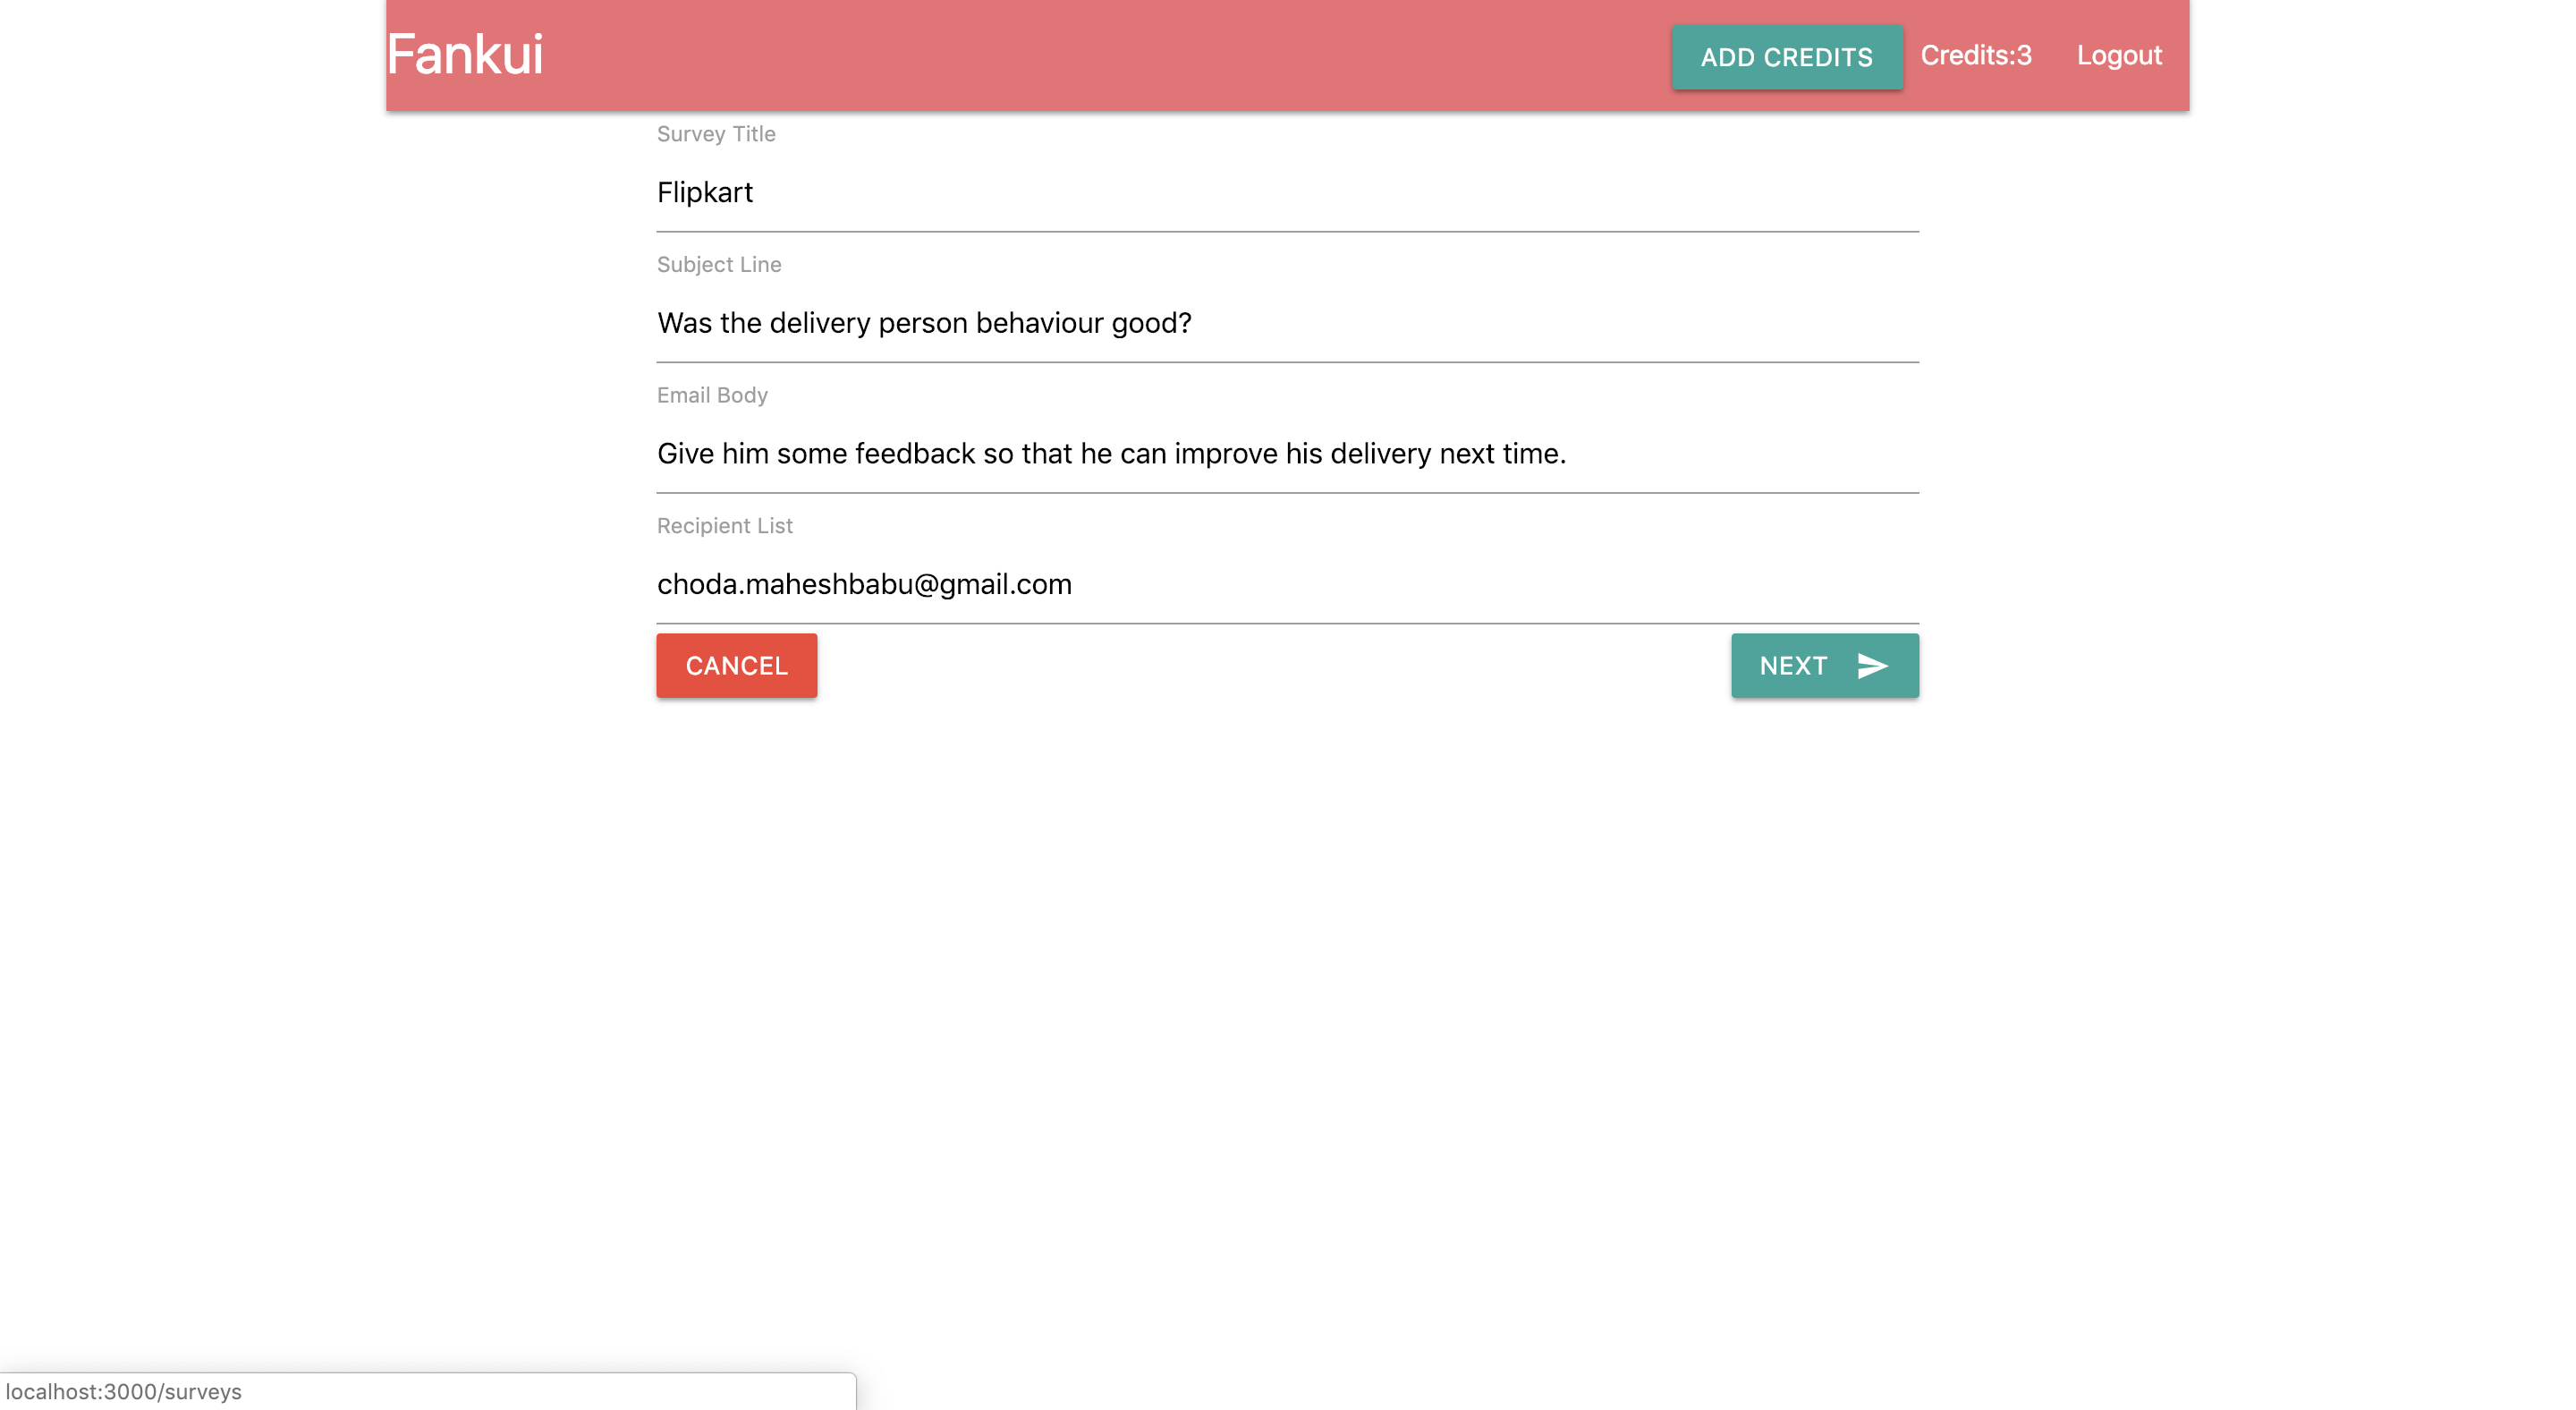 Fankui
ADD CREDITS
Credits:3
Logout
Survey Title
Flipkart
Subject Line
Was the delivery person behaviour good?
Email Body
Give him some feedback so that he can improve his delivery next time.
Recipient List
choda.maheshbabu@gmail.com
CANCEL
NEXT
localhost:3000/surveys